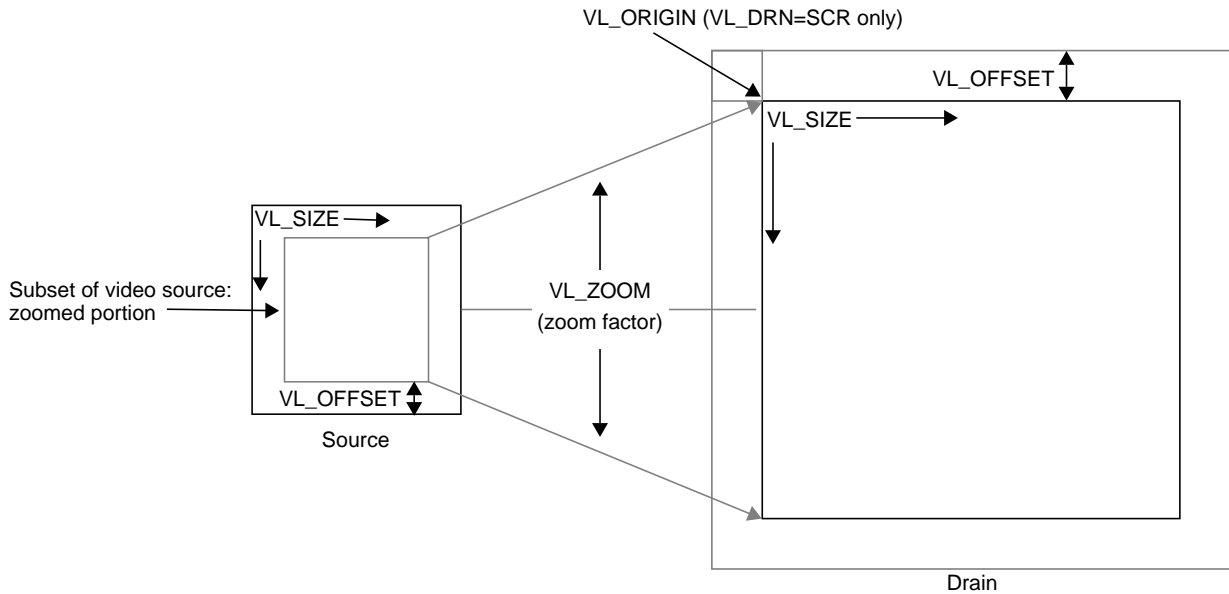 VL_ORIGIN (VL_DRN=SCR only)
VL_OFFSET
VL_SIZE
VL_SIZE
Subset of video source:
zoomed portion
VL_ZOOM
(zoom factor)
VL_OFFSET
Source
Drain